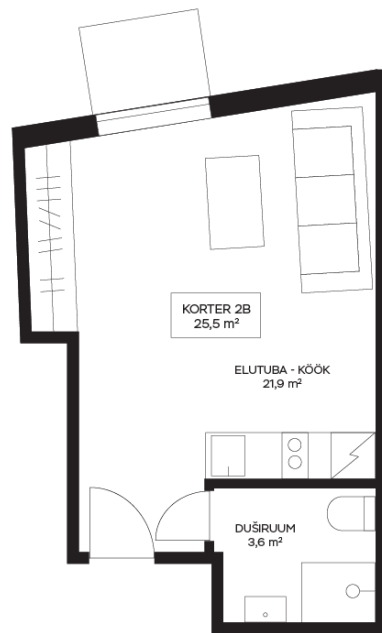 KORTER 2B
25,5 m²
ELUTUBA - KÖÖK
21,9 m²
DUŠIRUUM
3,6 m²